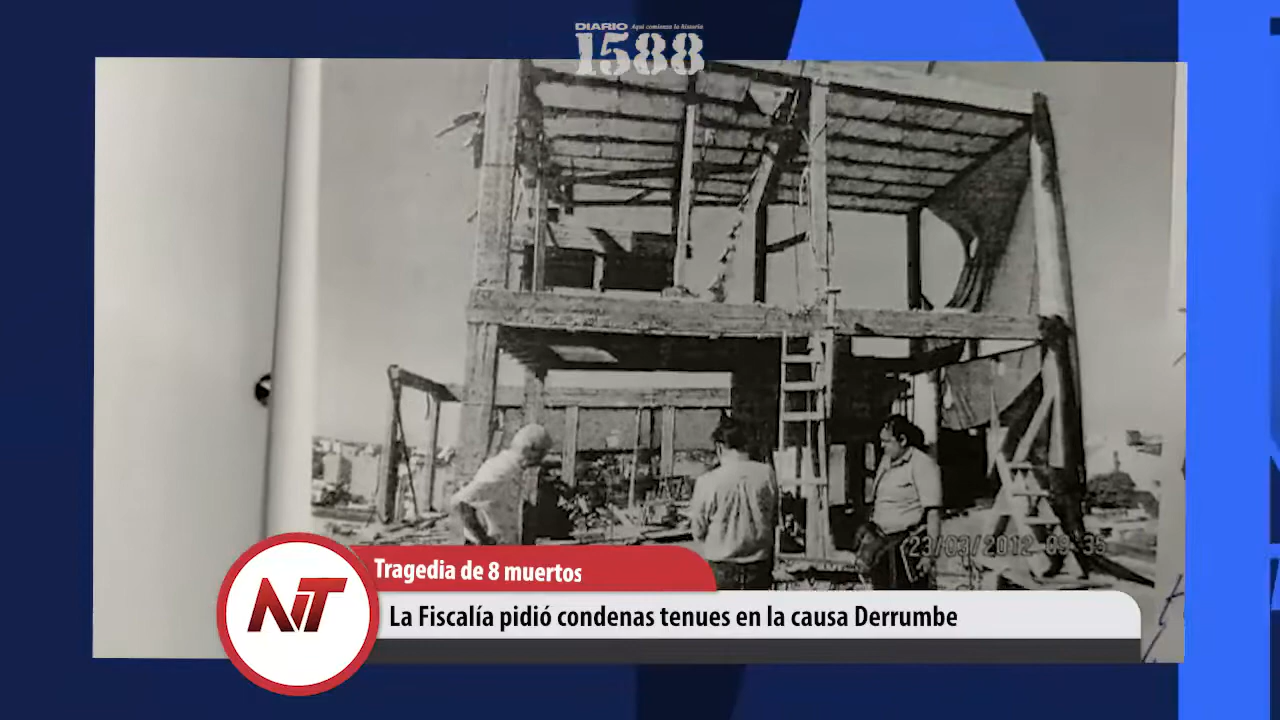 DIARIO Aquí comienza la historia
1588
23/03/2012 09:35
Tragedia de 8 muertos
NiT
La Fiscalía pidió condenas tenues en la causa Derrumbe